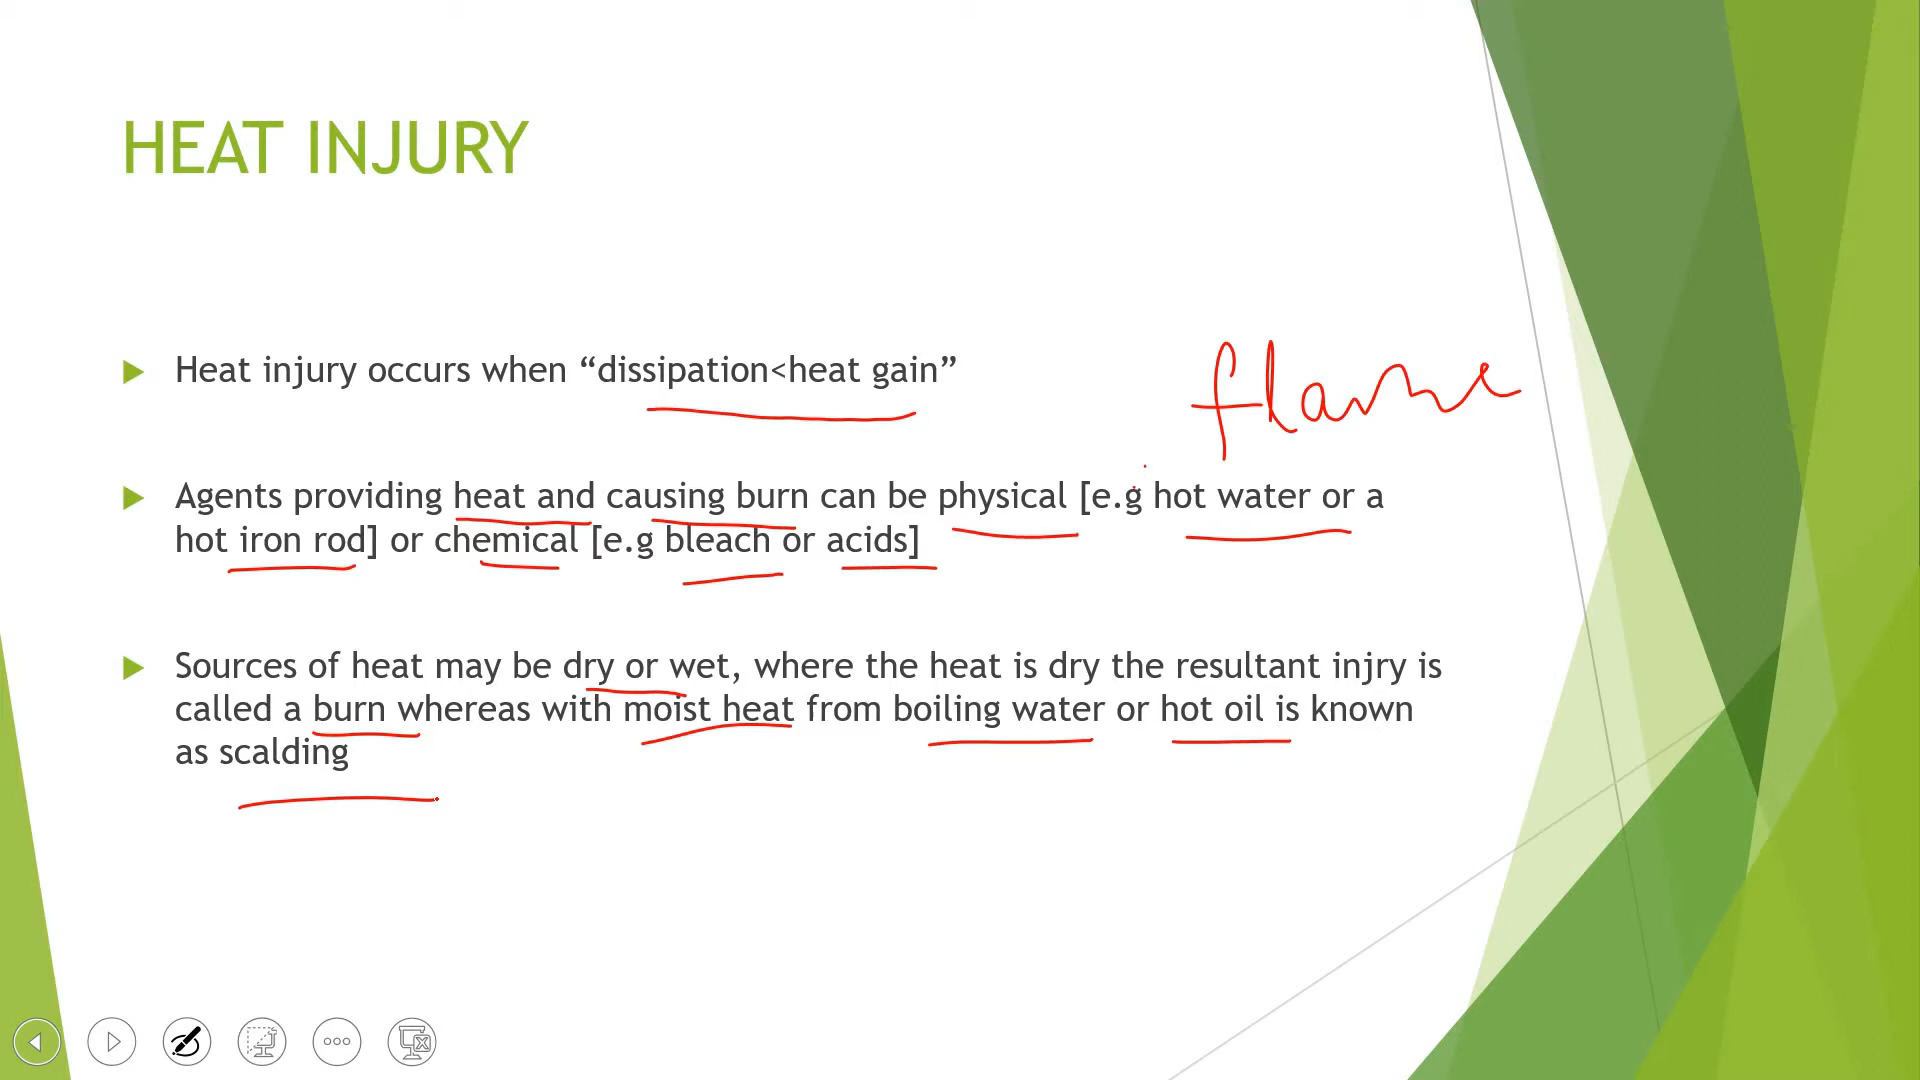 HEAT INJURY
Heat injury occurs when “dissipation<heat gain”
flame
Agents providing heat and causing burn can be physical [e.g hot water or a
hot iron rod] or chemical [e.g bleach or acids]
Sources of heat may be dry or wet, where the heat is dry the resultant injry is
called a burn whereas with moist heat from boiling water or hot oil is known
as scalding